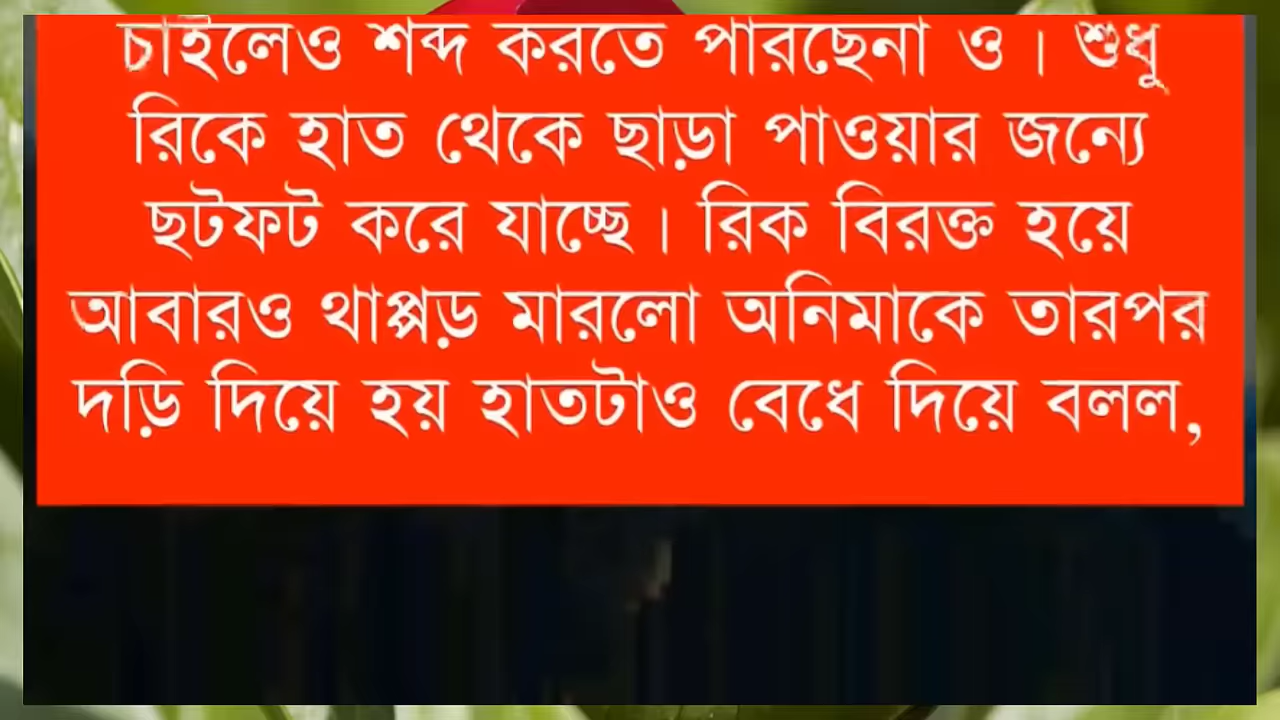 চাইলেও শব্দ করতে পারছেনা ও। শুধু
রিকে হাত থেকে ছাড়া পাওয়ার জন্যে
ছটফট করে যাচ্ছে। রিক বিরক্ত হয়ে
আবারও থাপ্পড় মারলো অনিমাকে তারপর
দড়ি দিয়ে হয় হাতটাও বেধে দিয়ে বলল,